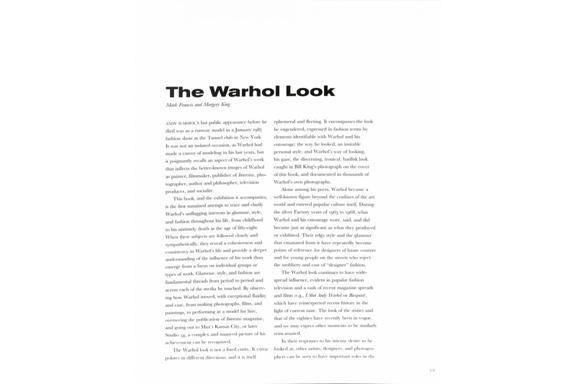 The Warhol Look
Mark Francis and Margery King
ANDY WARHOL'S last public appearance before he
died was as a runway model in a January 1987
fashion show at the Tunnel club in New York.
It was not an isolated occasion, as Warhol had
made a career of modeling in his last years, but
it poignantly recalls an aspect of Warhol's work
that inflects the better-known images of Warhol
as painter, filmmaker, publisher of Interview, pho-
tographer, author and philosopher, television
producer, and socialite.
This book, and the exhibition it accompanies,
is the first sustained attempt to trace and clarify
Warhol's unflagging interests in glamour, style,
and fashion throughout his life, from childhood
to his untimely death at the age of fifty-eight.
When these subjects are followed closely and
sympathetically, they reveal a cohesiveness and
consistency in Warhol's life and provide a deeper
understanding of the influence of his work than
emerge from a focus on individual groups or
types of work. Glamour, style, and fashion are
fundamental threads from period to period and
across each of the media he touched. By observ-
ing how Warhol moved, with exceptional fluidity
and ease, from making photographs, films, and
paintings, to performing as a model for hire,
overseeing the publication of Interview magazine,
and going out to Max's Kansas City, or later
Studio 54, a complex and nuanced picture of his
achievement can be recognized.
The Warhol look is not a fixed entity. It extra-
polates in different directions, and it is itself
ephemeral and fleeting. It encompasses the look
he engendered, expressed in fashion terms by
elements identifiable with Warhol and his
entourage; the way he looked, an inimitable
personal style; and Warhol's way of looking,
his gaze, the discerning, ironic, basilisk look
caught in Bill King's photograph on the cover
of this book, and documented in thousands of
Warhol's own photographs.
Alone among his peers, Warhol became a
well-known figure beyond the confines of the art
world and entered popular culture itself. During
the silver Factory years of 1963 to 1968, what
Warhol and his entourage wore, said, and did
became just as significant as what they produced
or exhibited. Their edgy style and the glamour
that emanated from it have repeatedly become
points of reference for designers of haute couture
and for young people on the streets who reject
the snobbery and cost of "designer" fashion.
The Warhol look continues to have wide-
spread influence, evident in popular fashion
television and a rash of recent magazine spreads
and films (e.g., I Shot Andy Warhol or Basquiat),
which have reinterpreted recent history in the
light of current taste. The look of the sixties and
that of the eighties have recently been in vogue,
and we may expect other moments to be similarly
reincarnated.
In their responses to his intense desire to be
looked at, other artists, designers, and photogra-
phers can be seen to have important roles in the